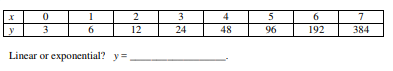 x 0 1 2 3 4 5 6 7
y 3 6 12 24 48 96 192 384
Linear or exponential? y = ____________________.